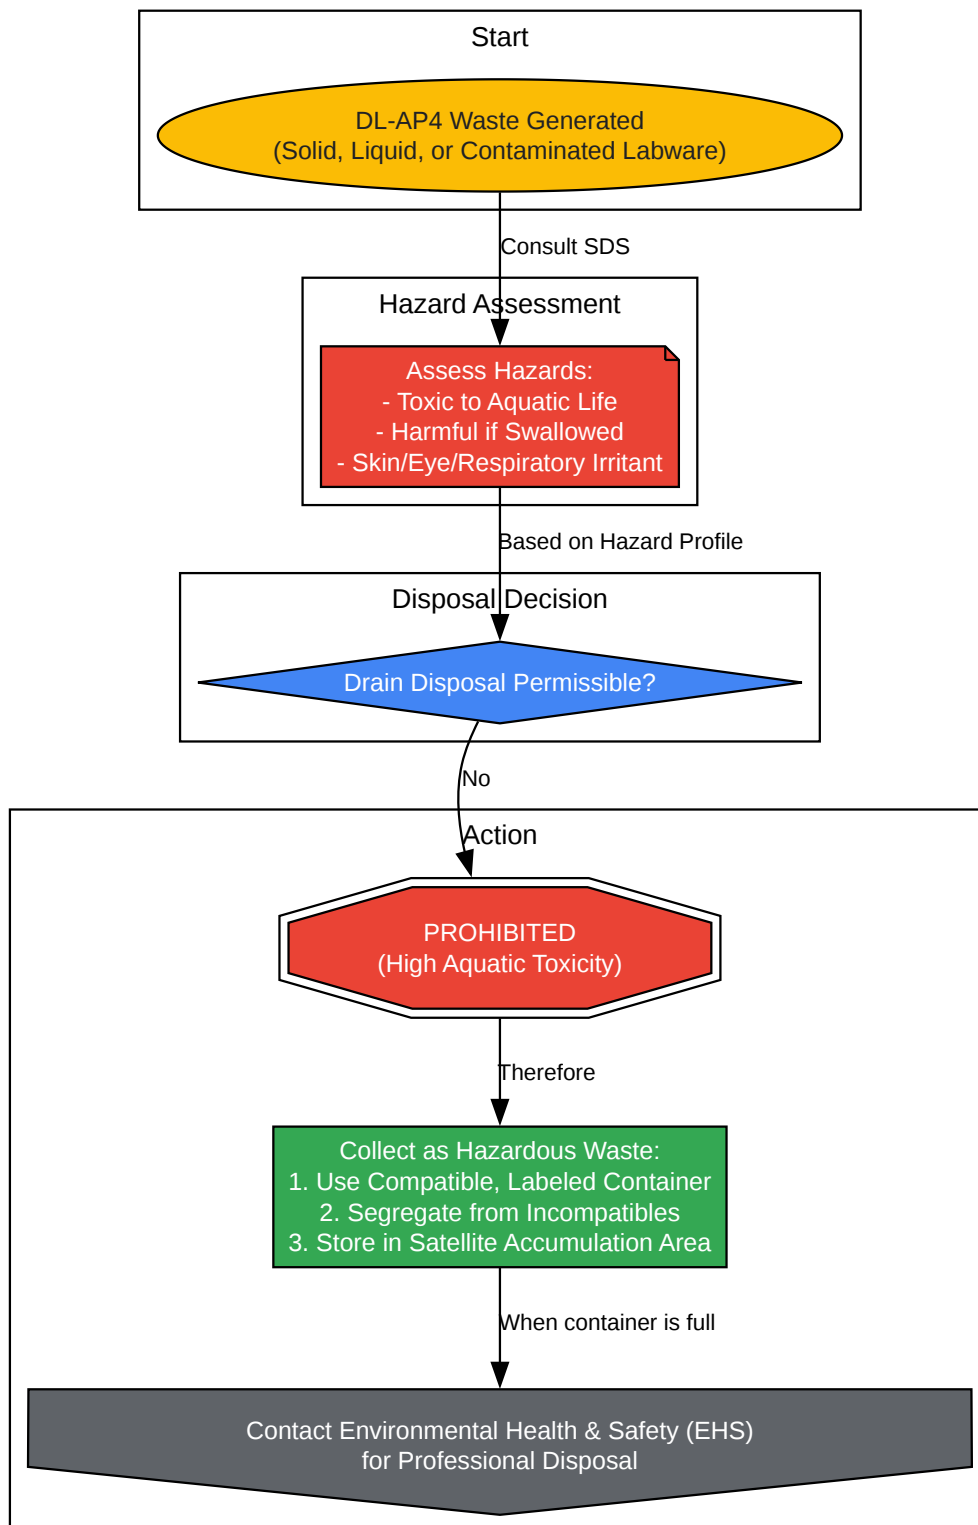 Start
DL-AP4 Waste Generated
(Solid, Liquid, or Contaminated Labware)
Consult SDS
Hazard Assessment
Assess Hazards:
- Toxic to Aquatic Life
- Harmful if Swallowed
- Skin/Eye/Respiratory Irritant
Based on Hazard Profile
Disposal Decision
Drain Disposal Permissible?
No
Action
PROHIBITED
(High Aquatic Toxicity)
Therefore
Collect as Hazardous Waste:
1. Use Compatible, Labeled Container
2. Segregate from Incompatibles
3. Store in Satellite Accumulation Area
When container is full
Contact Environmental Health & Safety (EHS)
for Professional Disposal